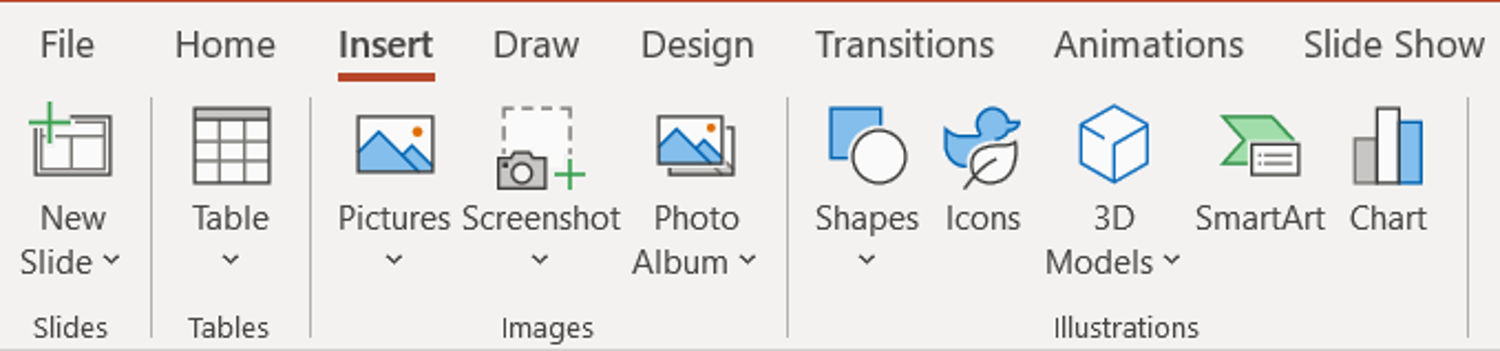 File Home Insert Draw Design Transitions Animations Slide Show
New Slide
Table
Pictures
Screenshot
Photo Album
Shapes
Icons
3D Models
SmartArt
Chart
Slides
Tables
Images
Illustrations